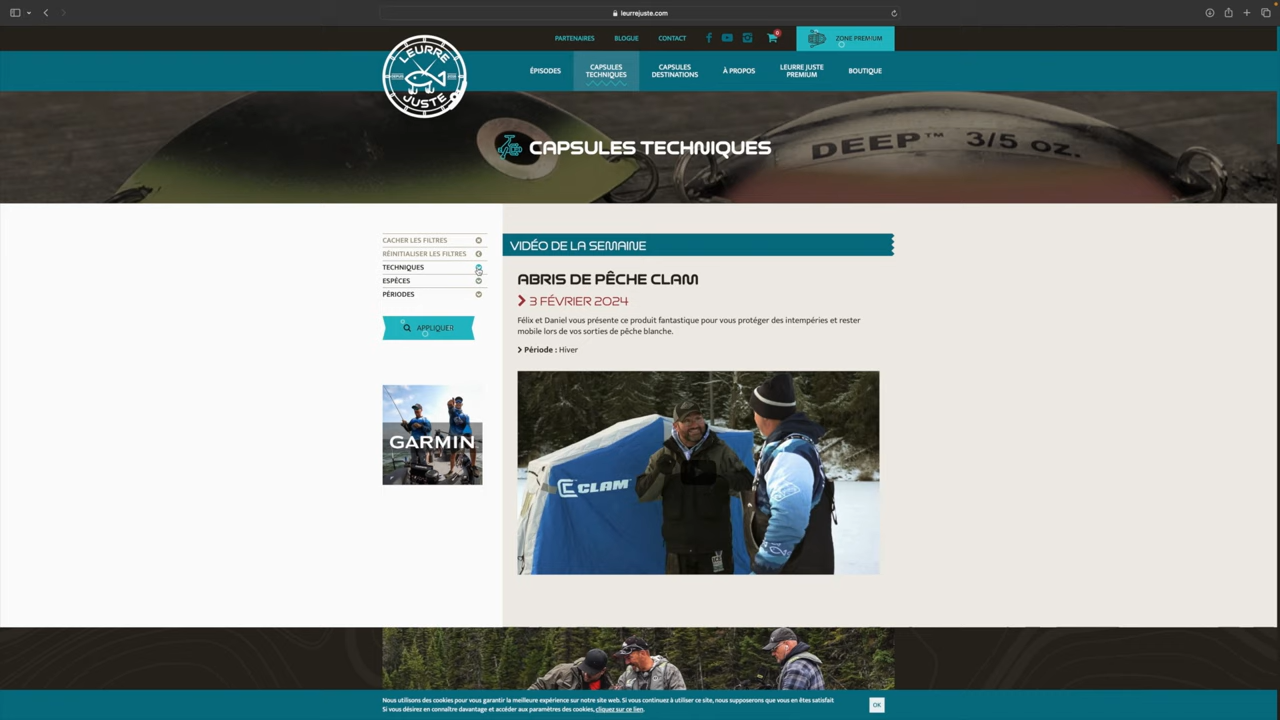 leurrejuste.com
PARTENAIRES BLOGUE CONTACT 0 ZONE PREMIUM
LEURRE JUSTE
ÉPISODES
CAPSULES
TECHNIQUES
CAPSULES
DESTINATIONS
À PROPOS
LEURRE JUSTE
PREMIUM
BOUTIQUE
CAPSULES TECHNIQUES
DEEP™ 3/5 oz.
CACHER LES FILTRES
RÉINITIALISER LES FILTRES
TECHNIQUES
ESPÈCES
PÉRIODES
APPLIQUER
GARMIN
VIDÉO DE LA SEMAINE
ABRIS DE PÊCHE CLAM
3 FÉVRIER 2024
Félix et Daniel vous présente ce produit fantastique pour vous protéger des intempéries et rester
mobile lors de vos sorties de pêche blanche.
Période : Hiver
CLAM
Nous utilisons des cookies pour vous garantir la meilleure expérience sur notre site web. Si vous continuez à utiliser ce site, nous supposerons que vous en êtes satisfait
Si vous désirez en connaître davantage et accéder aux paramètres des cookies, cliquez sur ce lien.
OK